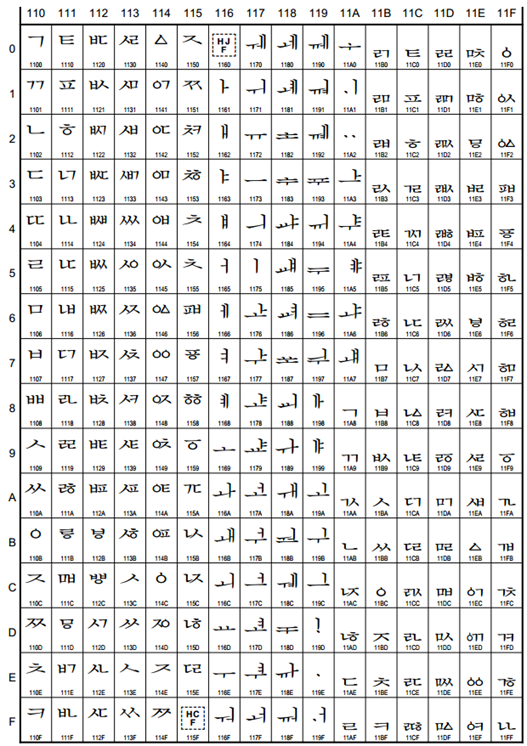 110 111 112 113 114 115 116 117 118 119 11A 11B 11C 11D 11E 11F
0 ᄀ ᄐ ᄠ ᄰ ᅀ ᅐ HJ F ᅰ ᆀ ᆐ ᆠ ᆰ ᇀ ᇐ ᇠ ᇰ
1100 1110 1120 1130 1140 1150 1160 1170 1180 1190 11A0 11B0 11C0 11D0 11E0 11F0
1 ᄁ ᄑ ᄡ ᄱ ᅁ ᅑ ᅡ ᅱ ᆁ ᆑ ᆡ ᆱ ᇁ ᇑ ᇡ ᇱ
1101 1111 1121 1131 1141 1151 1161 1171 1181 1191 11A1 11B1 11C1 11D1 11E1 11F1
2 ᄂ ᄒ ᄢ ᄲ ᅂ ᅒ ᅢ ᅲ ᆂ ᆒ ᆢ ᆲ ᇂ ᇒ ᇢ ᇲ
1102 1112 1122 1132 1142 1152 1162 1172 1182 1192 11A2 11B2 11C2 11D2 11E2 11F2
3 ᄃ ᄓ ᄣ ᄳ ᅃ ᅓ ᅣ ᅳ ᆃ ᆓ ᆣ ᆳ ᇃ ᇓ ᇣ ᇳ
1103 1113 1123 1133 1143 1153 1163 1173 1183 1193 11A3 11B3 11C3 11D3 11E3 11F3
4 ᄄ ᄔ ᄤ ᄴ ᅄ ᅔ ᅤ ᅴ ᆄ ᆔ ᆤ ᆴ ᇄ ᇔ ᇤ ᇴ
1104 1114 1124 1134 1144 1154 1164 1174 1184 1194 11A4 11B4 11C4 11D4 11E4 11F4
5 ᄅ ᄕ ᄥ ᄵ ᅅ ᅕ ᅥ ᅵ ᆅ ᆕ ᆥ ᆵ ᇅ ᇕ ᇥ ᇵ
1105 1115 1125 1135 1145 1155 1165 1175 1185 1195 11A5 11B5 11C5 11D5 11E5 11F5
6 ᄆ ᄖ ᄦ ᄶ ᅆ ᅖ ᅦ ᅶ ᆆ ᆖ ᆦ ᆶ ᇆ ᇖ ᇦ ᇶ
1106 1116 1126 1136 1146 1156 1166 1176 1186 1196 11A6 11B6 11C6 11D6 11E6 11F6
7 ᄇ ᄗ ᄧ ᄷ ᅇ ᅗ ᅧ ᅷ ᆇ ᆗ ᆧ ᆷ ᇇ ᇗ ᇧ ᇷ
1107 1117 1127 1137 1147 1157 1167 1177 1187 1197 11A7 11B7 11C7 11D7 11E7 11F7
8 ᄈ ᄘ ᄨ ᄸ ᅈ ᅘ ᅨ ᅸ ᆈ ᆘ ᆨ ᆸ ᇈ ᇘ ᇨ ᇸ
1108 1118 1128 1138 1148 1158 1168 1178 1188 1198 11A8 11B8 11C8 11D8 11E8 11F8
9 ᄉ ᄙ ᄩ ᄹ ᅉ ᅙ ᅩ ᅹ ᆉ ᆙ ᆩ ᆹ ᇉ ᇙ ᇩ ᇹ
1109 1119 1129 1139 1149 1159 1169 1179 1189 1199 11A9 11B9 11C9 11D9 11E9 11F9
A ᄊ ᄚ ᄪ ᄺ ᅊ ᅚ ᅪ ᅺ ᆊ ᆚ ᆪ ᆺ ᇊ ᇚ ᇪ ᇺ
110A 111A 112A 113A 114A 115A 116A 117A 118A 119A 11AA 11BA 11CA 11DA 11EA 11FA
B ᄋ ᄛ ᄫ ᄻ ᅋ ᅛ ᅫ ᅻ ᆋ ᆛ ᆫ ᆻ ᇋ ᇛ ᇫ ᇻ
110B 111B 112B 113B 114B 115B 116B 117B 118B 119B 11AB 11BB 11CB 11DB 11EB 11FB
C ᄌ ᄜ ᄬ ᄼ ᅌ ᅜ ᅬ ᅼ ᆌ ᆜ ᆬ ᆼ ᇌ ᇜ ᇬ ᇼ
110C 111C 112C 113C 114C 115C 116C 117C 118C 119C 11AC 11BC 11CC 11DC 11EC 11FC
D ᄍ ᄝ ᄭ ᄽ ᅍ ᅝ ᅭ ᅽ ᆍ ᆝ ᆭ ᆽ ᇍ ᇝ ᇭ ᇽ
110D 111D 112D 113D 114D 115D 116D 117D 118D 119D 11AD 11BD 11CD 11DD 11ED 11FD
E ᄎ ᄞ ᄮ ᄾ ᅎ ᅞ ᅮ ᅾ ᆎ ᆞ ᆮ ᆾ ᇎ ᇞ ᇮ ᇾ
110E 111E 112E 113E 114E 115E 116E 117E 118E 119E 11AE 11BE 11CE 11DE 11EE 11FE
F ᄏ ᄟ ᄯ ᄿ ᅏ HC F ᅯ ᅿ ᆏ ᆟ ᆯ ᆿ ᇏ ᇟ ᇯ ᇿ
110F 111F 112F 113F 114F 115F 116F 117F 118F 119F 11AF 11BF 11CF 11DF 11EF 11FF